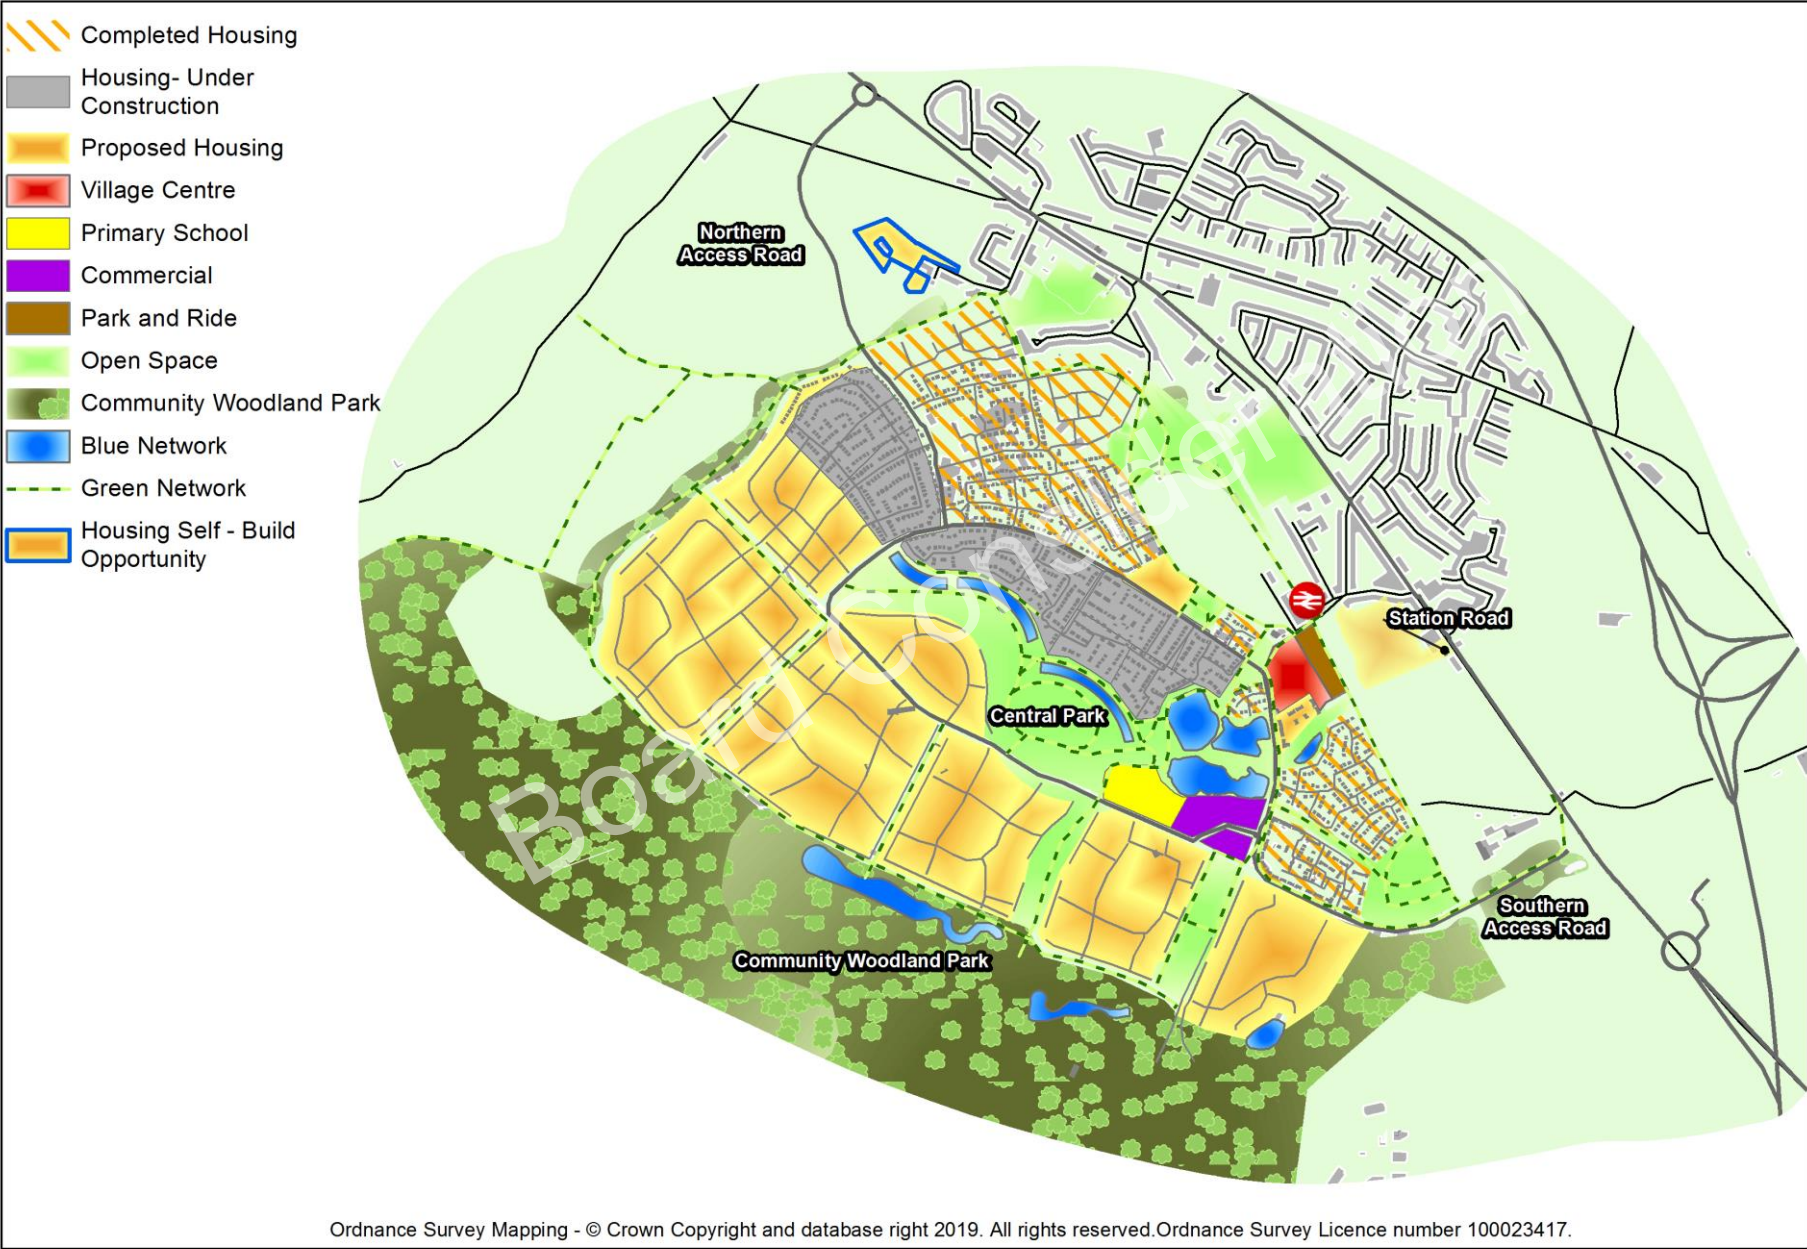 Completed Housing
Housing- Under
Construction
Proposed Housing
Village Centre
Primary School
Commercial
Park and Ride
Open Space
Community Woodland Park
Blue Network
Green Network
Housing Self - Build
Opportunity
Northern
Access Road
Station Road
Central Park
Southern
Access Road
Community Woodland Park
Board Consider
Ordnance Survey Mapping - © Crown Copyright and database right 2019. All rights reserved.Ordnance Survey Licence number 100023417.